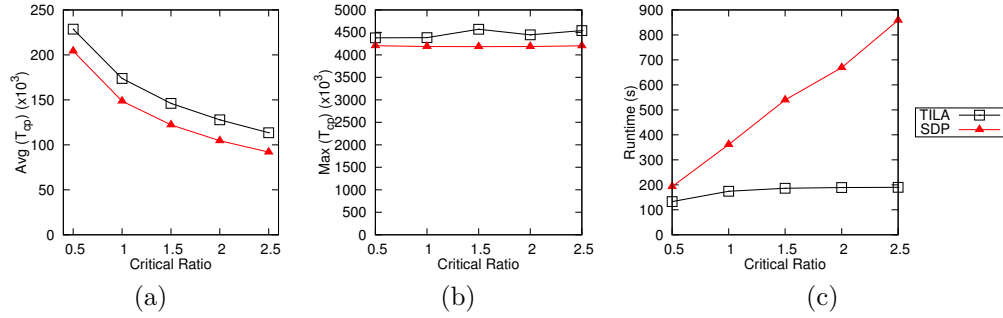 250
200
150
100
50
0
Avg (T_cp) (x10^3)
0.5 1 1.5 2 2.5
Critical Ratio
(a)
5000
4500
4000
3500
3000
2500
2000
1500
1000
500
0
Max (T_cp) (x10^3)
0.5 1 1.5 2 2.5
Critical Ratio
(b)
900
800
700
600
500
400
300
200
100
0
Runtime (s)
0.5 1 1.5 2 2.5
Critical Ratio
(c)
TILA
SDP